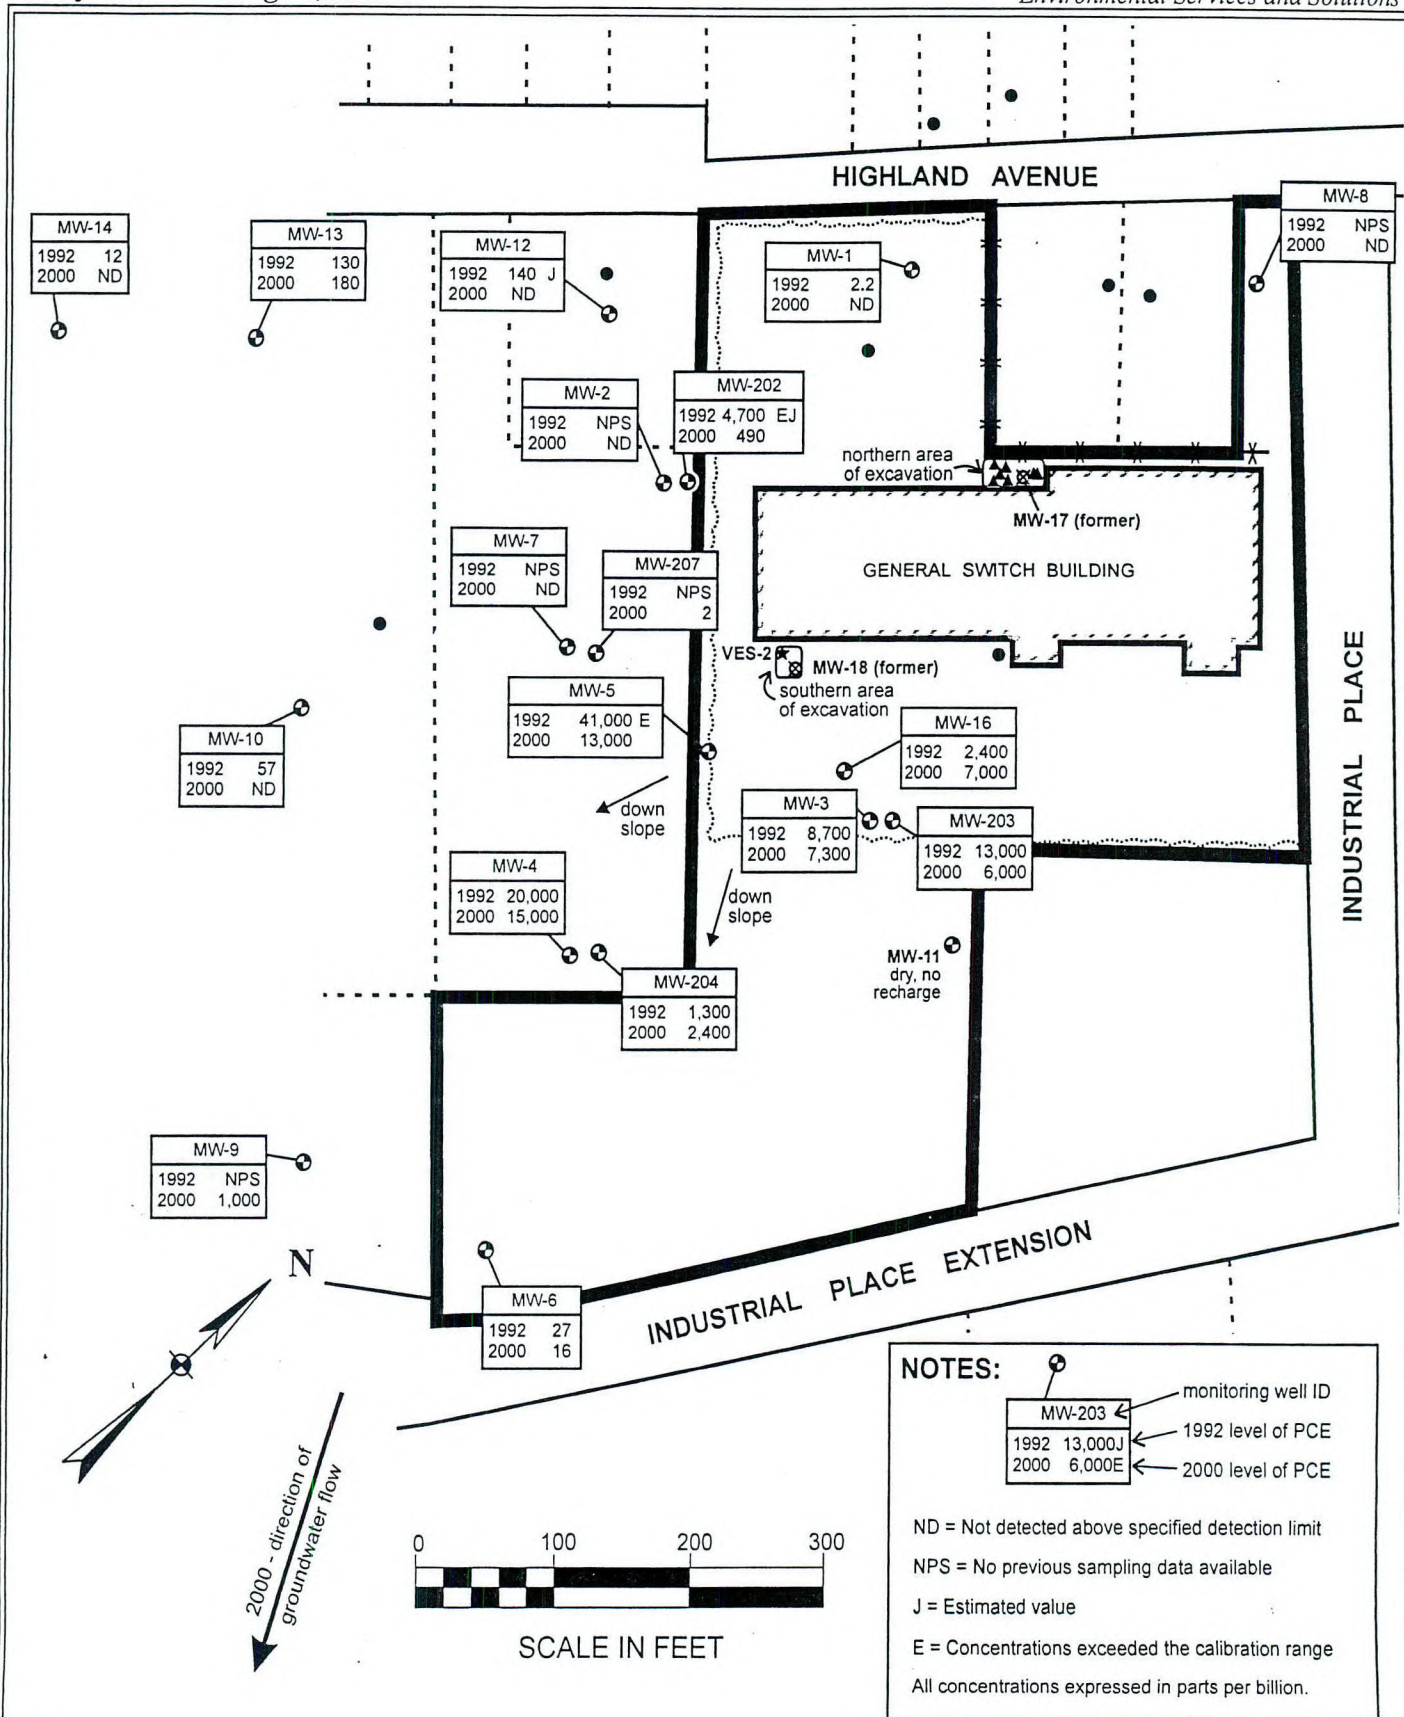 Environmental Services and Solutions
HIGHLAND AVENUE
MW-8
1992 NPS
2000 ND
MW-14
1992 12
2000 ND
MW-13
1992 130
2000 180
MW-12
1992 140 J
2000 ND
MW-1
1992 2.2
2000 ND
MW-2
1992 NPS
2000 ND
MW-202
1992 4,700 EJ
2000 490
northern area
of excavation
MW-17 (former)
GENERAL SWITCH BUILDING
MW-7
1992 NPS
2000 ND
MW-207
1992 NPS
2000 2
VES-2
MW-18 (former)
southern area
of excavation
MW-5
1992 41,000 E
2000 13,000
MW-16
1992 2,400
2000 7,000
MW-10
1992 57
2000 ND
down
slope
MW-3
1992 8,700
2000 7,300
MW-203
1992 13,000
2000 6,000
INDUSTRIAL PLACE
MW-4
1992 20,000
2000 15,000
down
slope
MW-11
dry, no
recharge
MW-204
1992 1,300
2000 2,400
MW-9
1992 NPS
2000 1,000
N
MW-6
1992 27
2000 16
INDUSTRIAL PLACE EXTENSION
2000 - direction of
groundwater flow
0 100 200 300
SCALE IN FEET
NOTES:
monitoring well ID
MW-203
1992 13,000J
1992 level of PCE
2000 6,000E
2000 level of PCE
ND = Not detected above specified detection limit
NPS = No previous sampling data available
J = Estimated value
E = Concentrations exceeded the calibration range
All concentrations expressed in parts per billion.